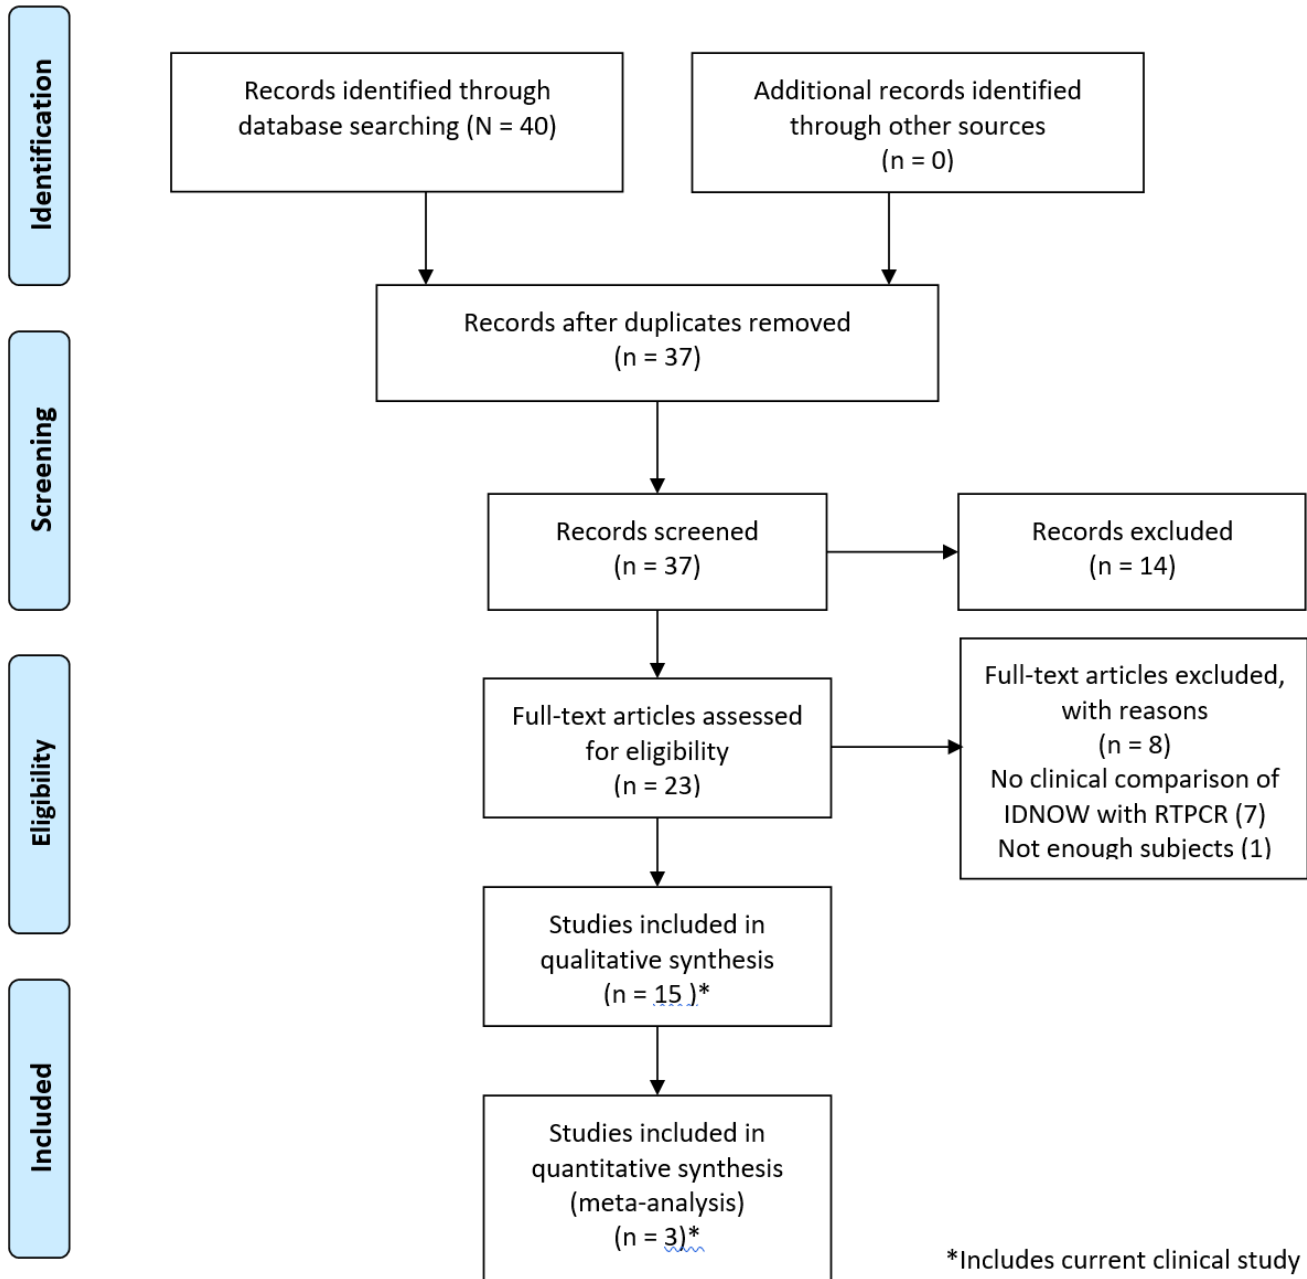 Identification
Records identified through
database searching (N = 40)
Additional records identified
through other sources
(n = 0)
Records after duplicates removed
(n = 37)
Screening
Records screened
(n = 37)
Records excluded
(n = 14)
Eligibility
Full-text articles assessed
for eligibility
(n = 23)
Full-text articles excluded,
with reasons
(n = 8)
No clinical comparison of
IDNOW with RTPCR (7)
Not enough subjects (1)
Studies included in
qualitative synthesis
(n = 15 )*
Included
Studies included in
quantitative synthesis
(meta-analysis)
(n = 3)*
*Includes current clinical study